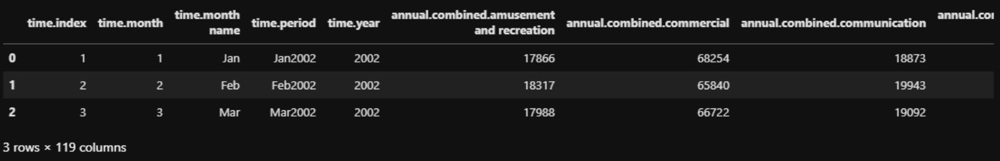 time.index time.month time.month name time.period time.year annual.combined.amusement and recreation annual.combined.commercial annual.combined.communication annual.co
0 1 1 Jan Jan2002 2002 17866 68254 18873
1 2 2 Feb Feb2002 2002 18317 65840 19943
2 3 3 Mar Mar2002 2002 17988 66722 19092
3 rows × 119 columns